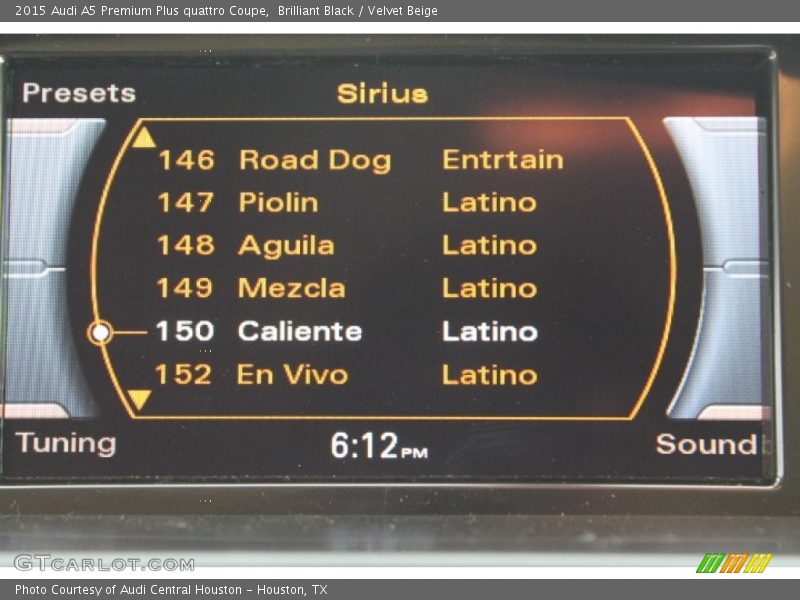 2015 Audi A5 Premium Plus quattro Coupe,  Brilliant Black / Velvet Beige
Presets Sirius
146 Road Dog Entrtain
147 Piolin Latino
148 Aguila Latino
149 Mezcla Latino
150 Caliente Latino
152 En Vivo Latino
Tuning 6:12 PM Sound
GTCARLOT.COM
Photo Courtesy of Audi Central Houston - Houston, TX